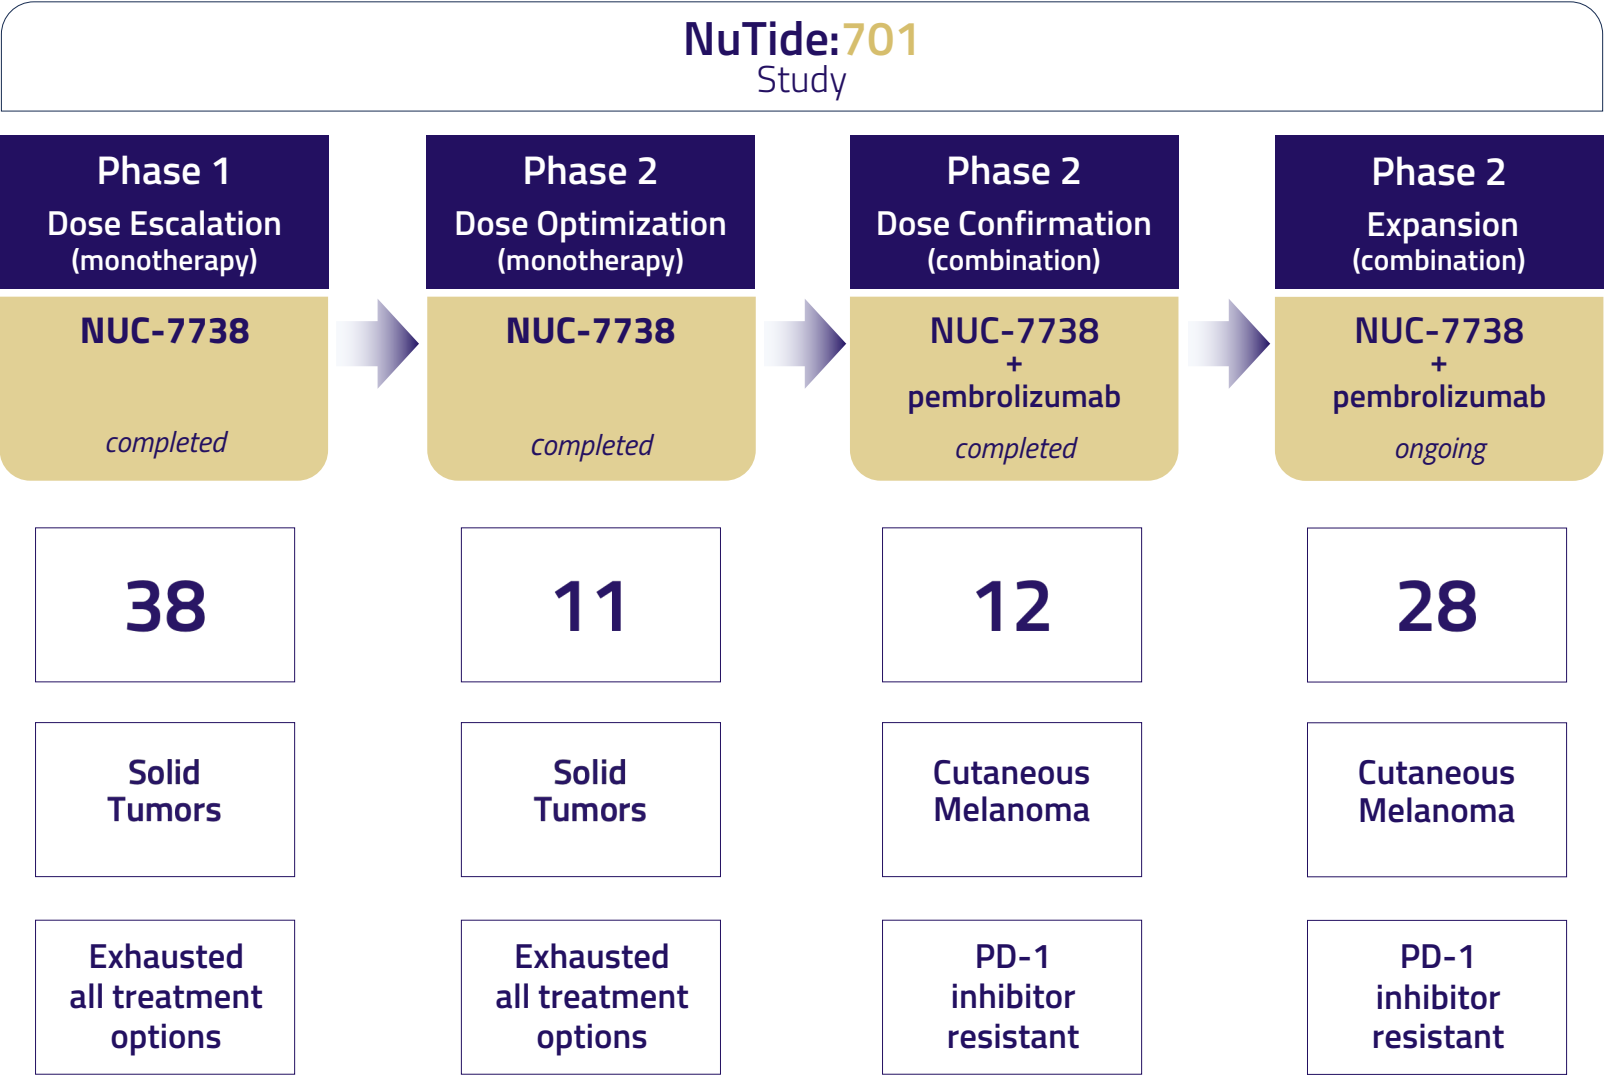 NuTide:701
Study
Phase 1
Dose Escalation
(monotherapy)
NUC-7738
completed
Phase 2
Dose Optimization
(monotherapy)
NUC-7738
completed
Phase 2
Dose Confirmation
(combination)
NUC-7738
+
pembrolizumab
completed
Phase 2
Expansion
(combination)
NUC-7738
+
pembrolizumab
ongoing
38
11
12
28
Solid
Tumors
Solid
Tumors
Cutaneous
Melanoma
Cutaneous
Melanoma
Exhausted
all treatment
options
Exhausted
all treatment
options
PD-1
inhibitor
resistant
PD-1
inhibitor
resistant